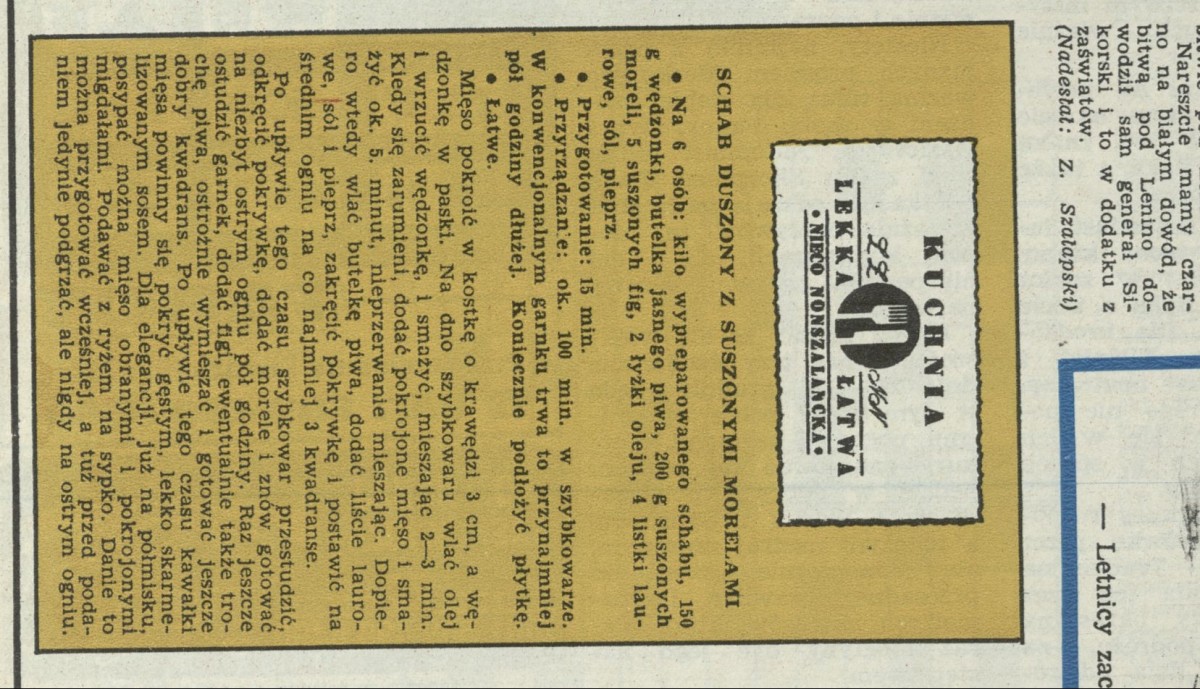 Nareszcie mamy czar-
no na białym dowód, że
bitwą pod Lenino do-
wodził sam generał Si-
korski i to w dodatku z
zaświatów.
(Nadesłał: Z. Szałapski)
KUCHNIA
LEKKA ŁATWA
• NIECO NONSZALANCKA •
SCHAB DUSZONY Z SUSZONYMI MORELAMI
• Na 6 osób: kilo wypreparowanego schabu, 150
g wędzonki, butelka jasnego piwa, 200 g suszonych
moreli, 5 suszonych fig, 2 łyżki oleju, 4 listki lau-
rowe, sól, pieprz.
• Przygotowanie: 15 min.
• Przyrządzanie: ok. 100 min. w szybkowarze.
W konwencjonalnym garnku trwa to przynajmniej
pół godziny dłużej. Koniecznie podłożyć płytkę.
• Łatwe.
Mięso pokroić w kostkę o krawędzi 3 cm, a wę-
dzonkę w paski. Na dno szybkowaru wlać olej
i wrzucić wędzonkę, i smażyć, mieszając 2—3 min.
Kiedy się zarumieni, dodać pokrojone mięso i sma-
żyć ok. 5. minut, nieprzerwanie mieszając. Dopie-
ro wtedy wlać butelkę piwa, dodać liście lauro-
we, sól i pieprz, zakręcić pokrywkę i postawić na
średnim ogniu na co najmniej 3 kwadranse.
Po upływie tego czasu szybkowar przestudzić,
odkręcić pokrywkę, dodać morele i znów gotować
na niezbyt ostrym ogniu pół godziny. Raz jeszcze
ostudzić garnek, dodać figi, ewentualnie także tro-
chę piwa, ostrożnie wymieszać i gotować jeszcze
dobry kwadrans. Po upływie tego czasu kawałki
mięsa powinny się pokryć gęstym, lekko skarme-
lizowanym sosem. Dla elegancji, już na półmisku,
posypać można mięso obranymi i pokrojonymi
migdałami. Podawać z ryżem na sypko. Danie to
można przygotować wcześniej, a tuż przed poda-
niem jedynie podgrzać, ale nigdy na ostrym ogniu.
— Letnicy zac